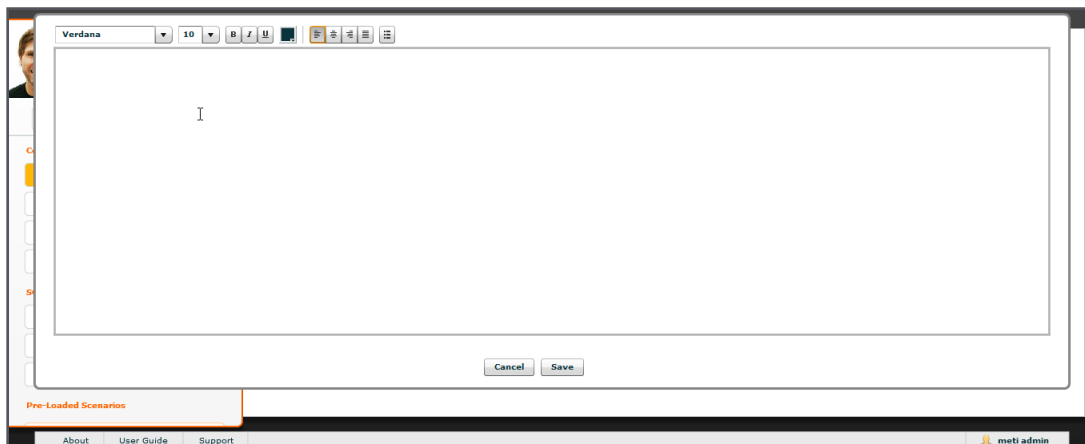 Verdana 10 B I U
Cancel Save
Pre-Loaded Scenarios
About User Guide Support meti admin